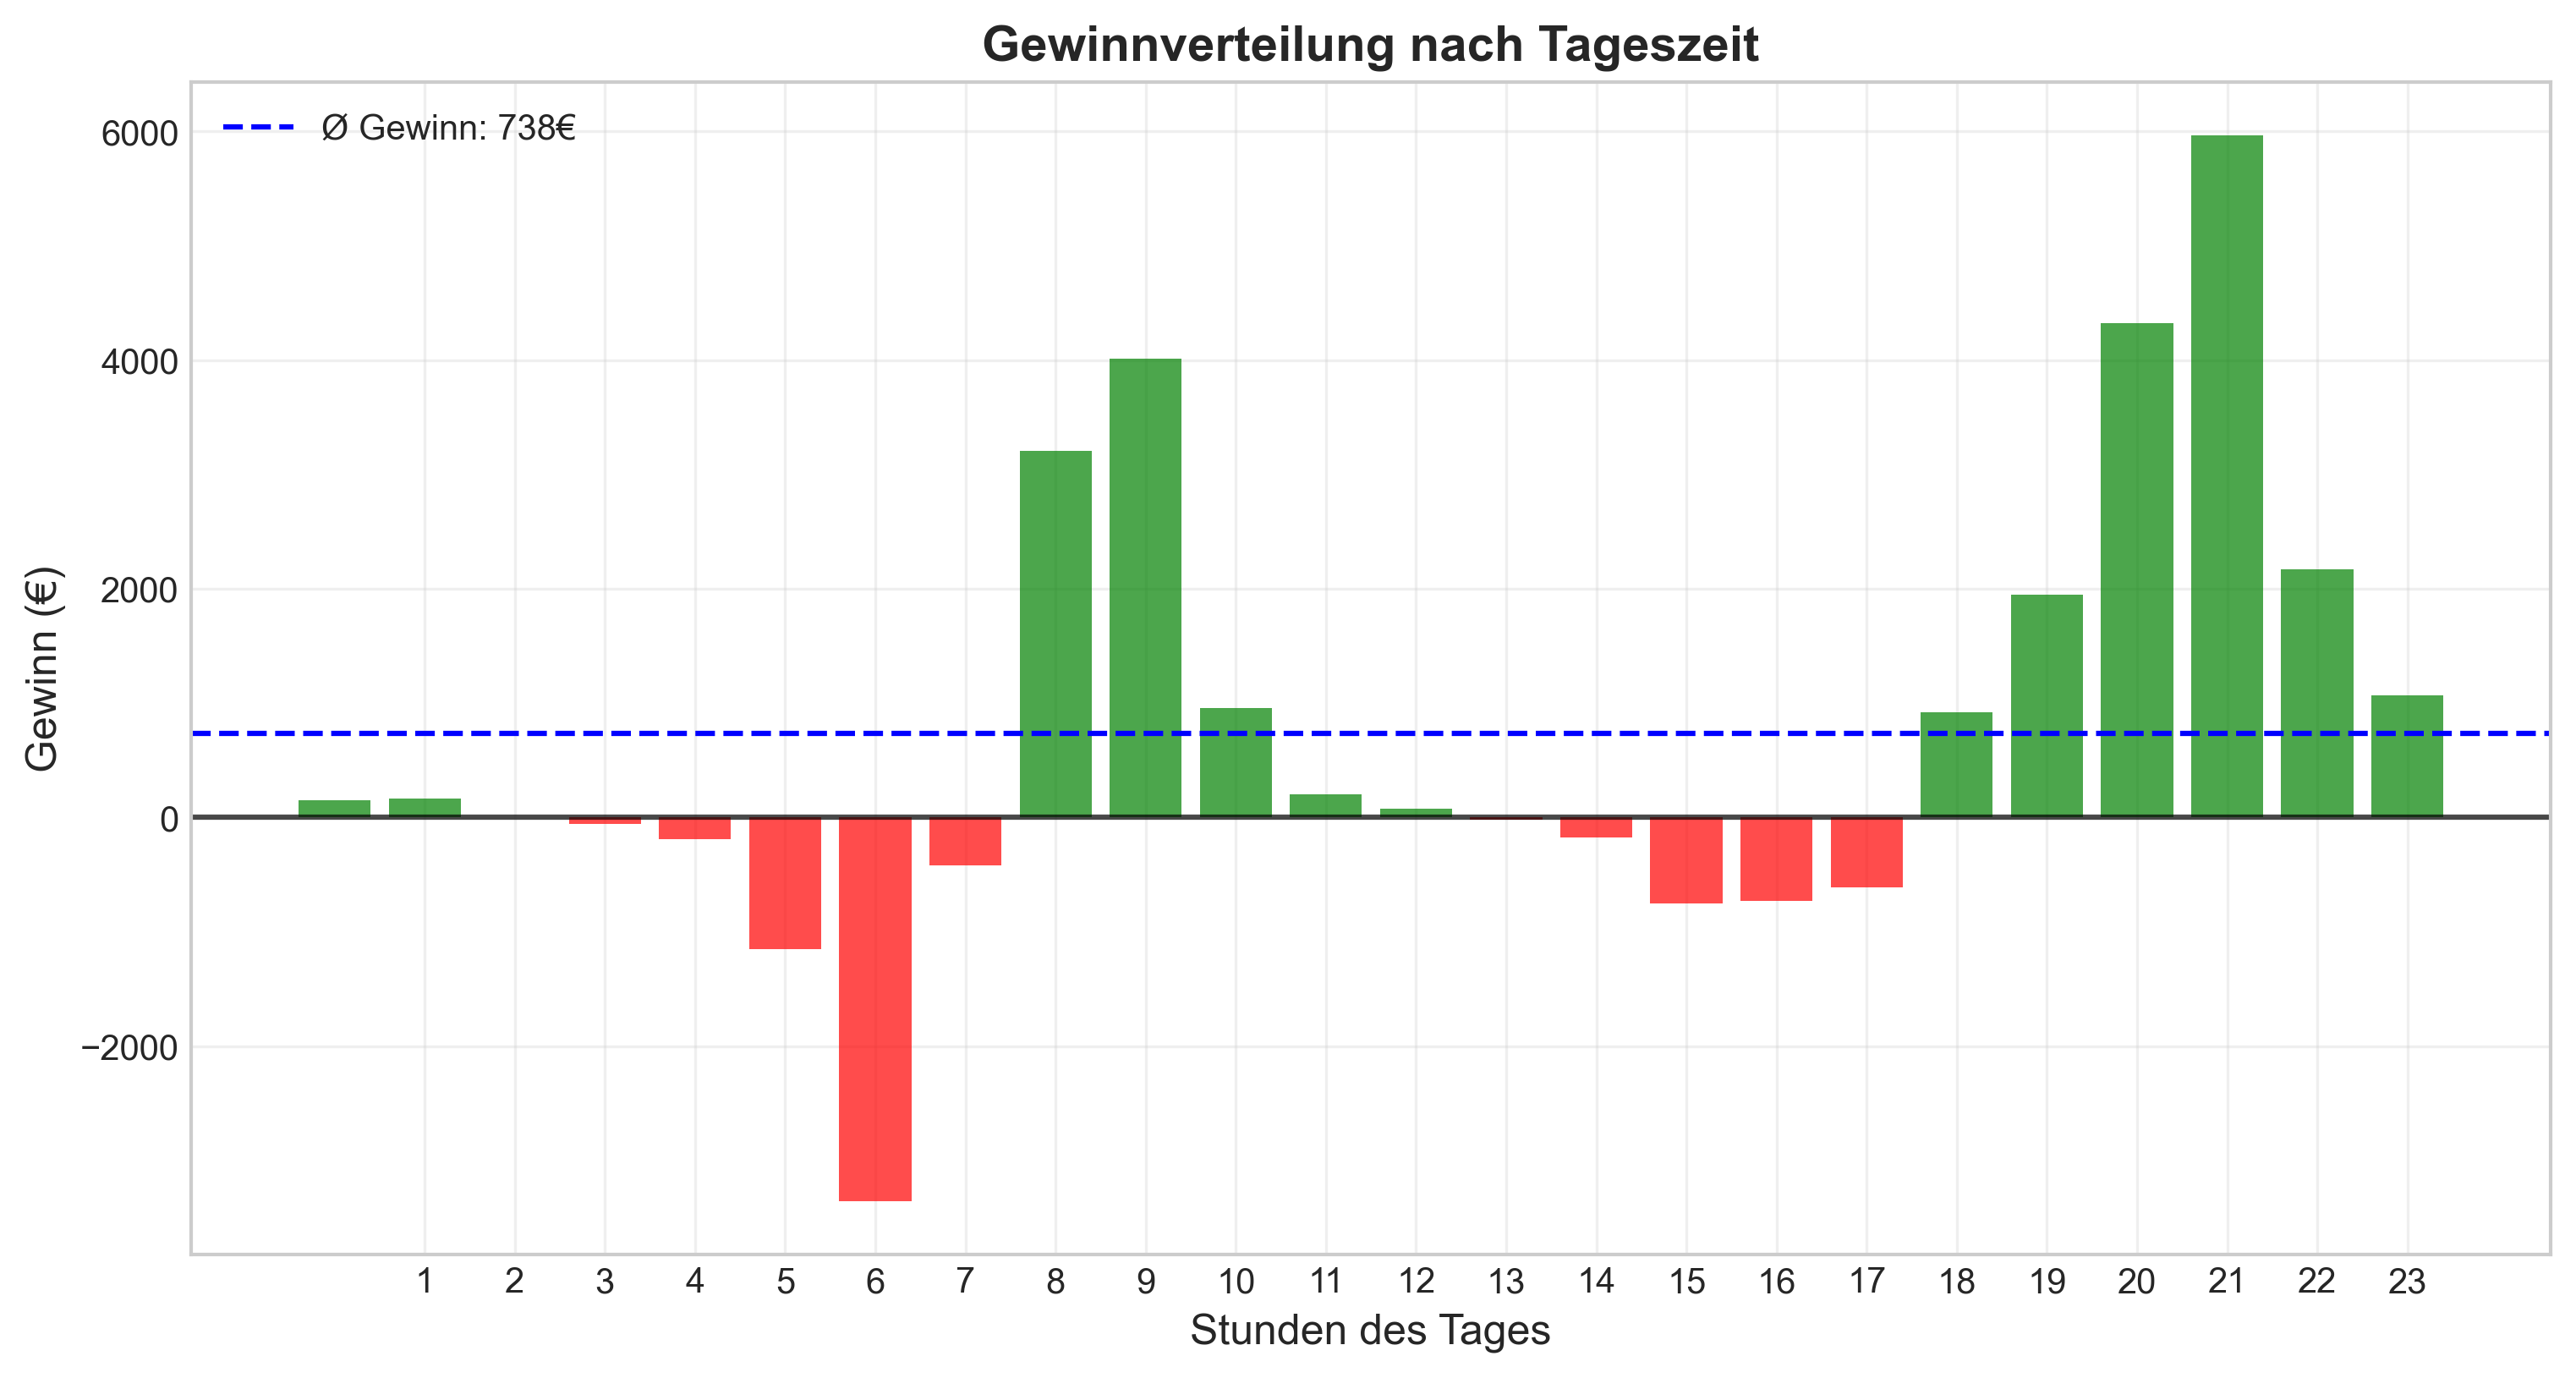 Gewinnverteilung nach Tageszeit
Ø Gewinn: 738€
6000
4000
2000
0
−2000
Gewinn (€)
1 2 3 4 5 6 7 8 9 10 11 12 13 14 15 16 17 18 19 20 21 22 23
Stunden des Tages